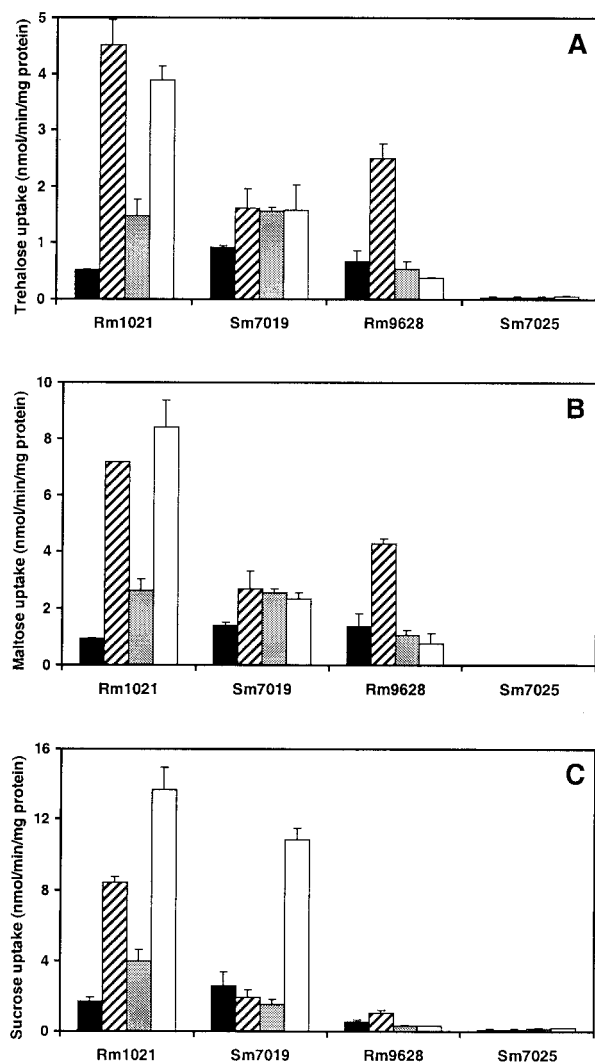 A
Trehalose uptake (nmol/min/mg protein)
5
4
3
2
1
0
Rm1021 Sm7019 Rm9628 Sm7025
B
Maltose uptake (nmol/min/mg protein)
10
8
6
4
2
0
Rm1021 Sm7019 Rm9628 Sm7025
C
Sucrose uptake (nmol/min/mg protein)
16
12
8
4
0
Rm1021 Sm7019 Rm9628 Sm7025